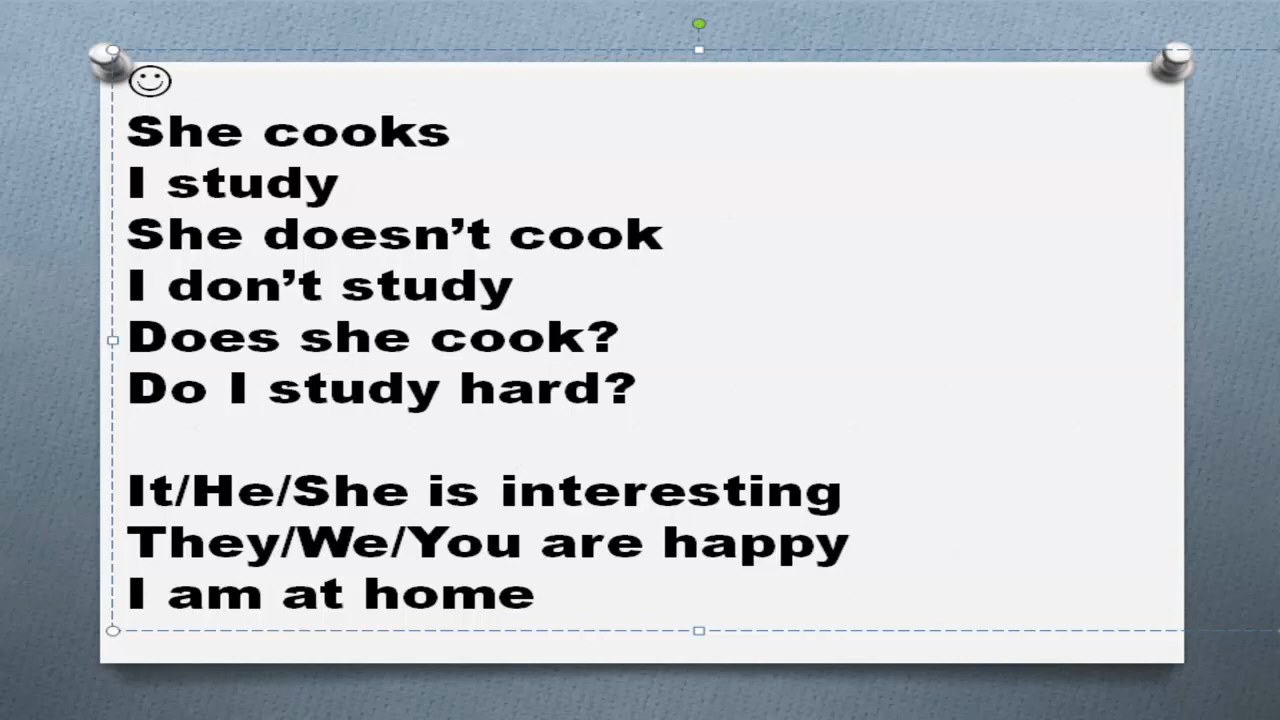 She cooks
I study
She doesn’t cook
I don’t study
Does she cook?
Do I study hard?
It/He/She is interesting
They/We/You are happy
I am at home